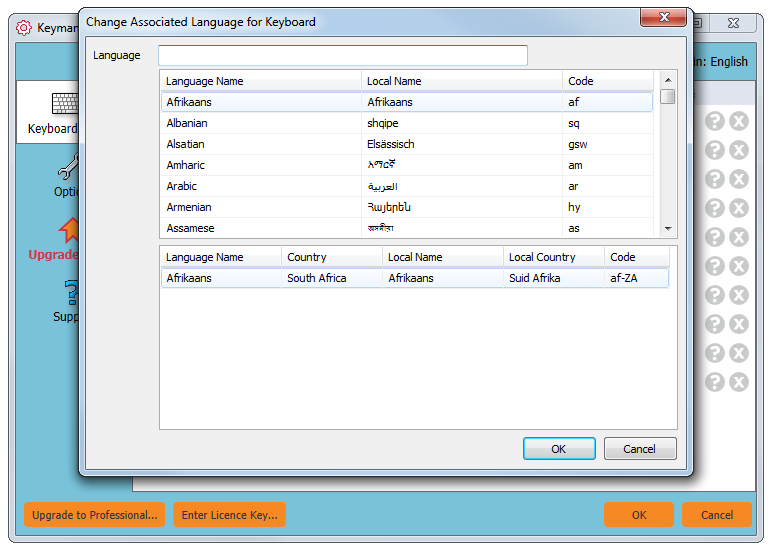 Change Associated Language for Keyboard
Keyman
in: English
Language
Language Name Local Name Code
Afrikaans Afrikaans af
Albanian shqipe sq
Alsatian Elsässisch gsw
Amharic አማርኛ am
Arabic العربية ar
Armenian Հայերեն hy
Assamese অসমীয়া as
Keyboard
Optio
Upgrade
Supp
Language Name Country Local Name Local Country Code
Afrikaans South Africa Afrikaans Suid Afrika af-ZA
OK Cancel
Upgrade to Professional... Enter Licence Key... OK Cancel